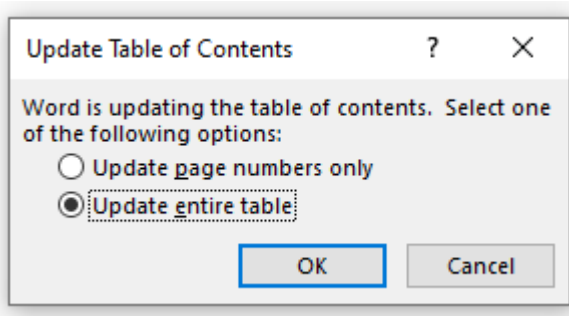 Update Table of Contents ?
Word is updating the table of contents. Select one
of the following options:
Update page numbers only
Update entire table
OK Cancel